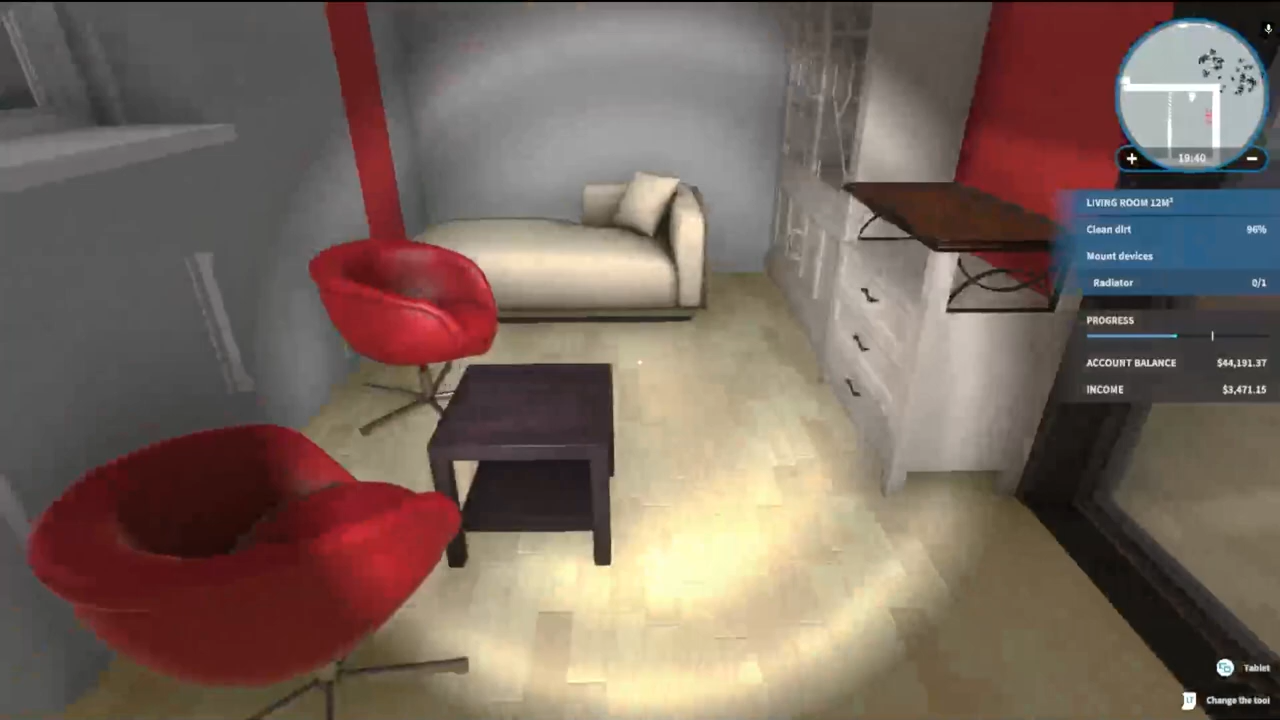 + 19:40 −
LIVING ROOM 12M²
Clean dirt 96%
Mount devices
Radiator 0/1
PROGRESS
ACCOUNT BALANCE $44,191.37
INCOME $3,471.15
Tablet
LT Change the tool